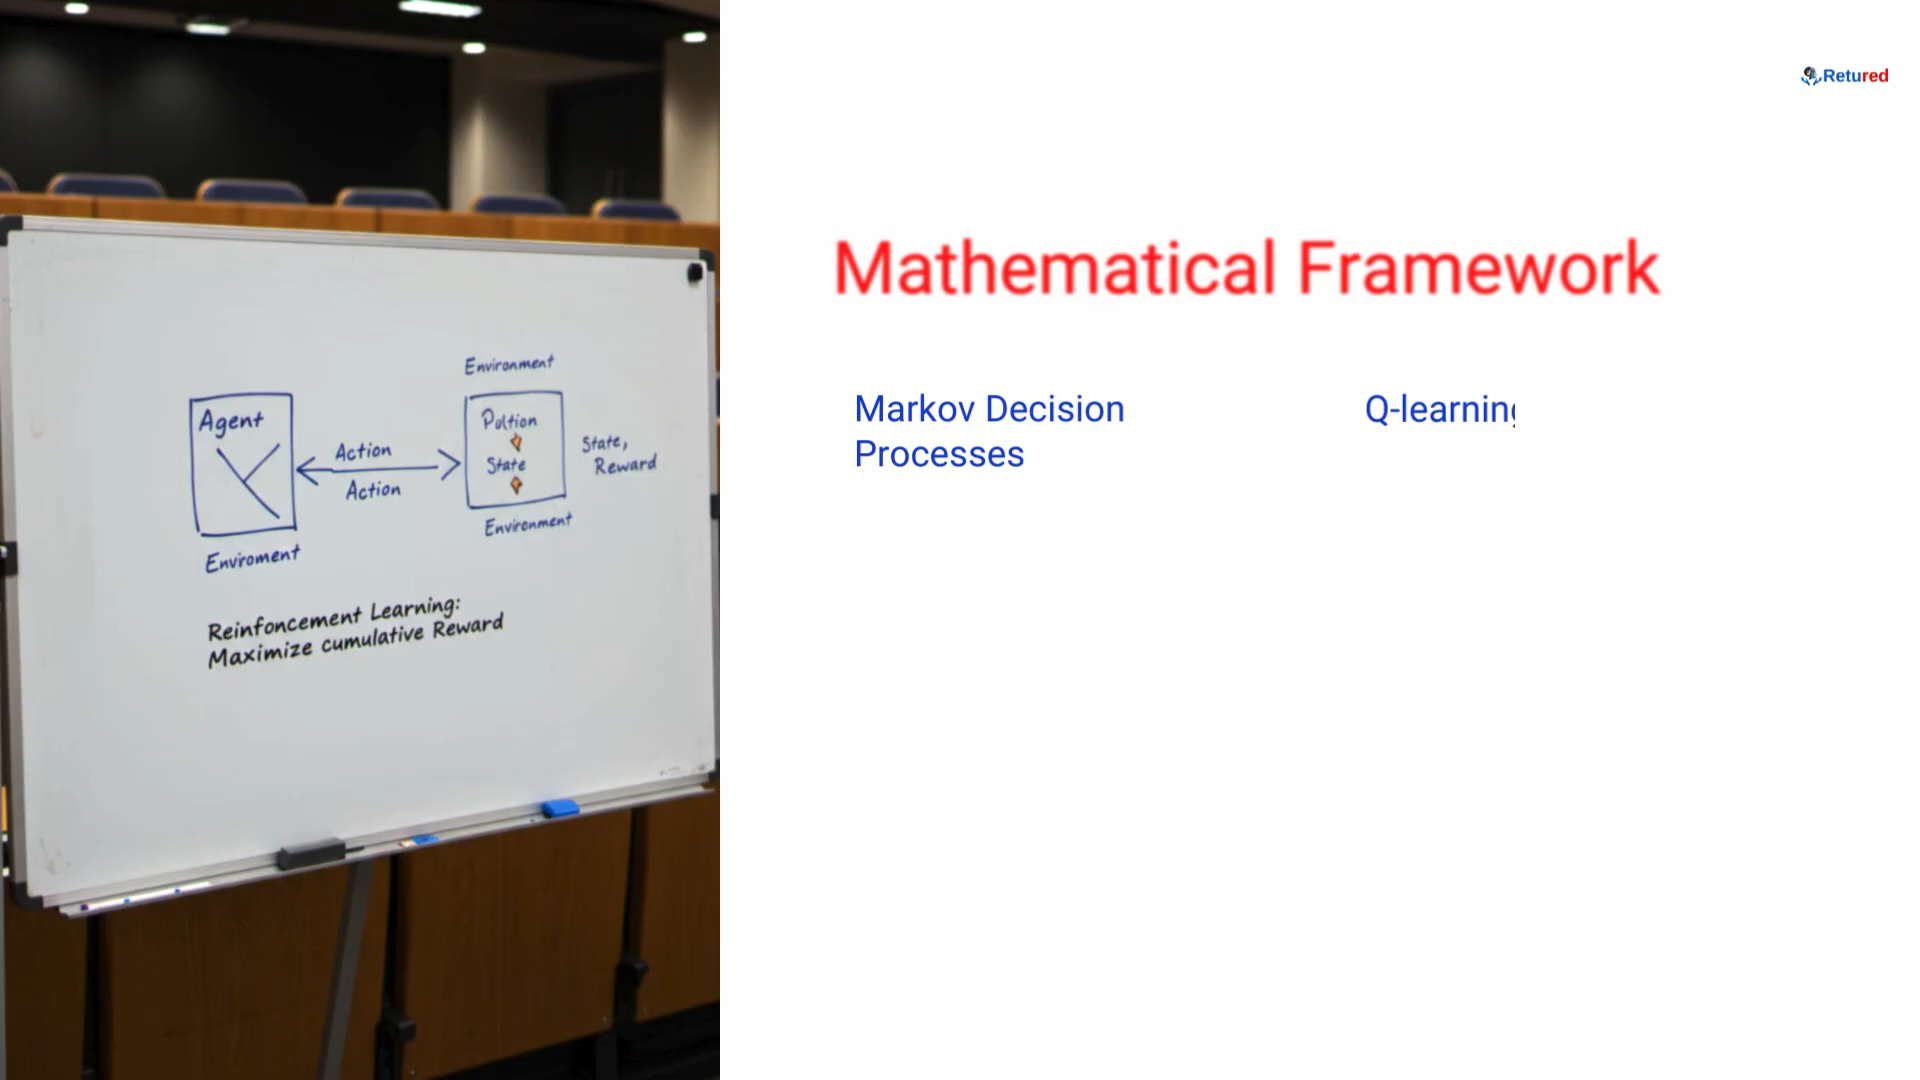 Retured
Mathematical Framework
Markov Decision
Processes
Q-learning
Environment
Agent
Poltion
Action
State,
State
Reward
Action
Environment
Enviroment
Reinfoncement Learning:
Maximize cumulative Reward